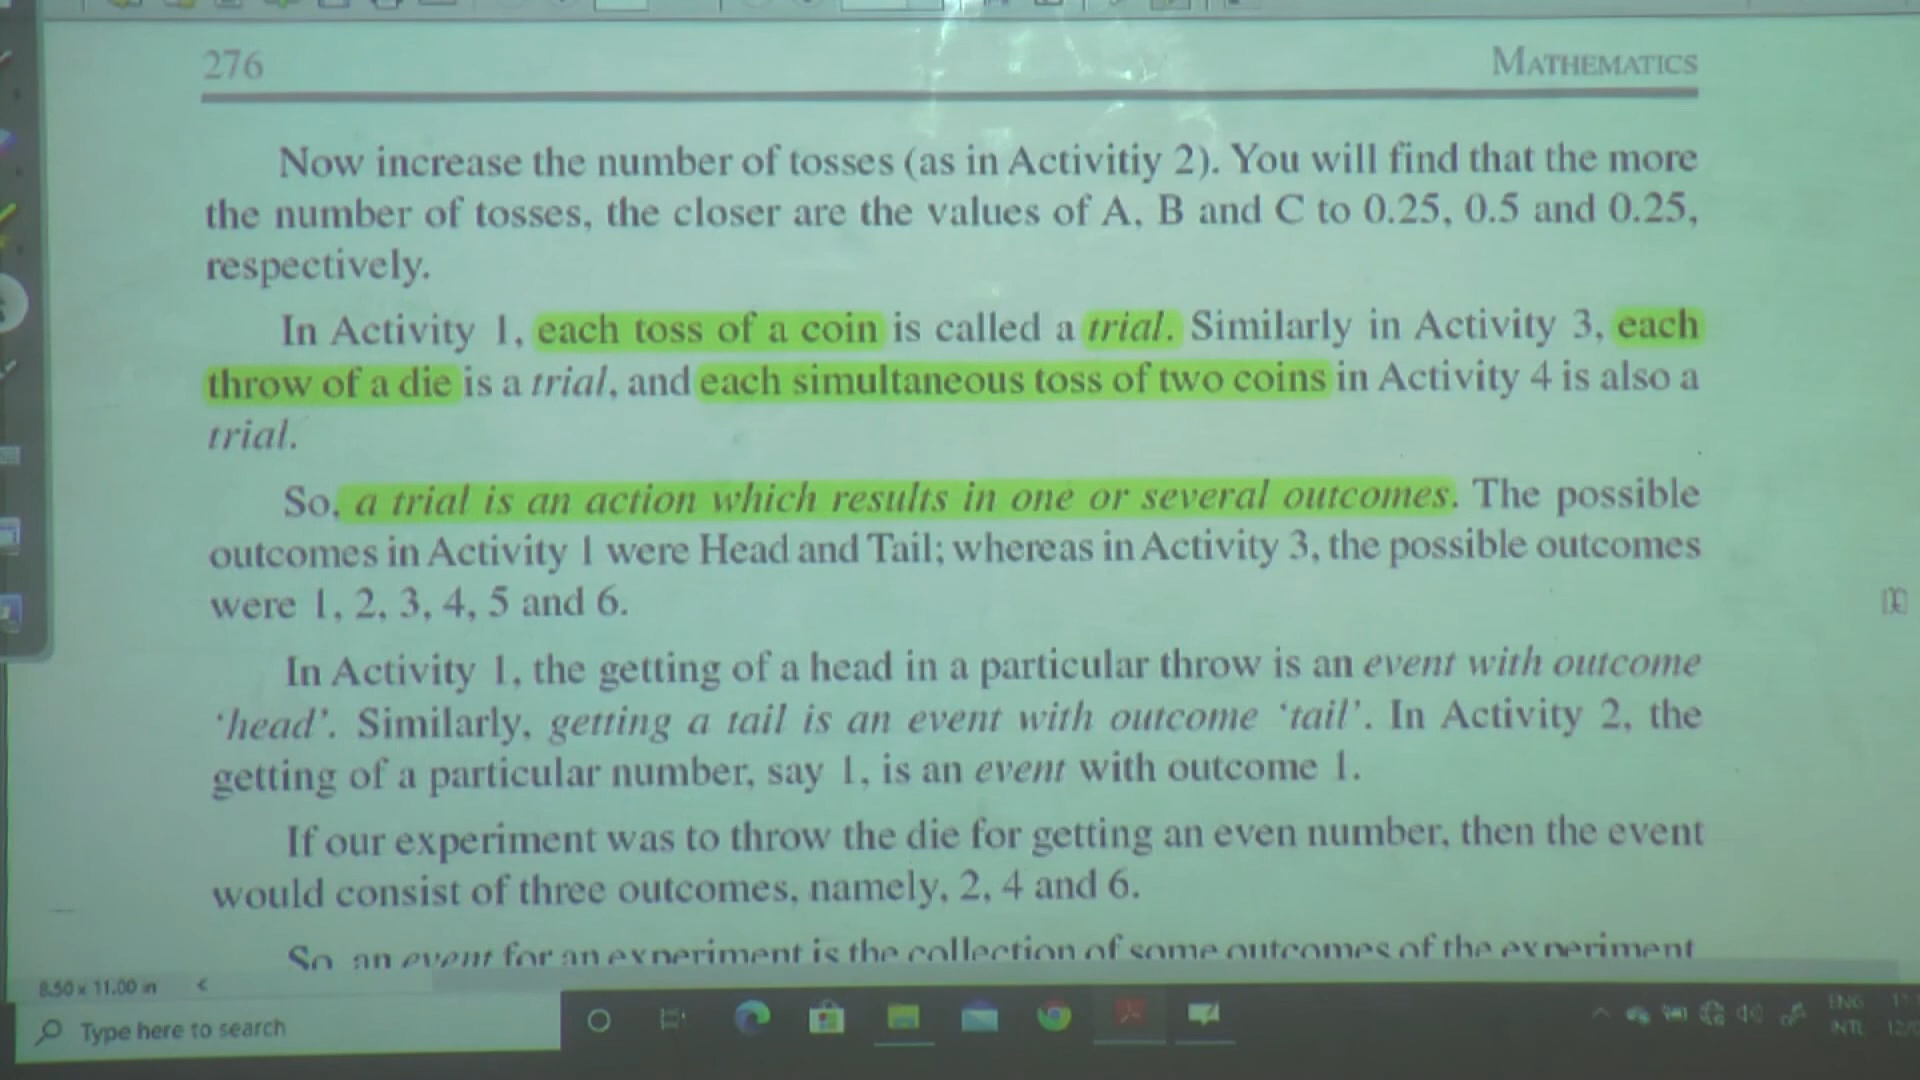 276 MATHEMATICS
Now increase the number of tosses (as in Activitiy 2). You will find that the more
the number of tosses, the closer are the values of A, B and C to 0.25, 0.5 and 0.25,
respectively.
In Activity 1, each toss of a coin is called a trial. Similarly in Activity 3, each
throw of a die is a trial, and each simultaneous toss of two coins in Activity 4 is also a
trial.
So, a trial is an action which results in one or several outcomes. The possible
outcomes in Activity 1 were Head and Tail; whereas in Activity 3, the possible outcomes
were 1, 2, 3, 4, 5 and 6.
In Activity 1, the getting of a head in a particular throw is an event with outcome
‘head’. Similarly, getting a tail is an event with outcome ‘tail’. In Activity 2, the
getting of a particular number, say 1, is an event with outcome 1.
If our experiment was to throw the die for getting an even number, then the event
would consist of three outcomes, namely, 2, 4 and 6.
So an event for an experiment is the collection of some outcomes of the experiment
8.50 x 11.00 in
Type here to search
ENG
INTL